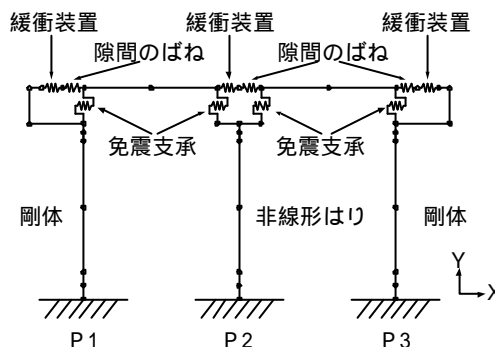 緩衝装置 緩衝装置 緩衝装置
隙間のばね 隙間のばね
免震支承 免震支承
剛体 非線形はり 剛体
Y
X
P1 P2 P3